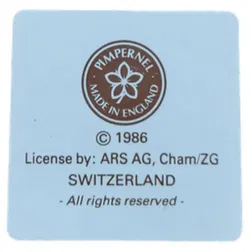 PIMPERNEL
MADE IN ENGLAND
© 1986
License by: ARS AG, Cham/ZG
SWITZERLAND
- All rights reserved -